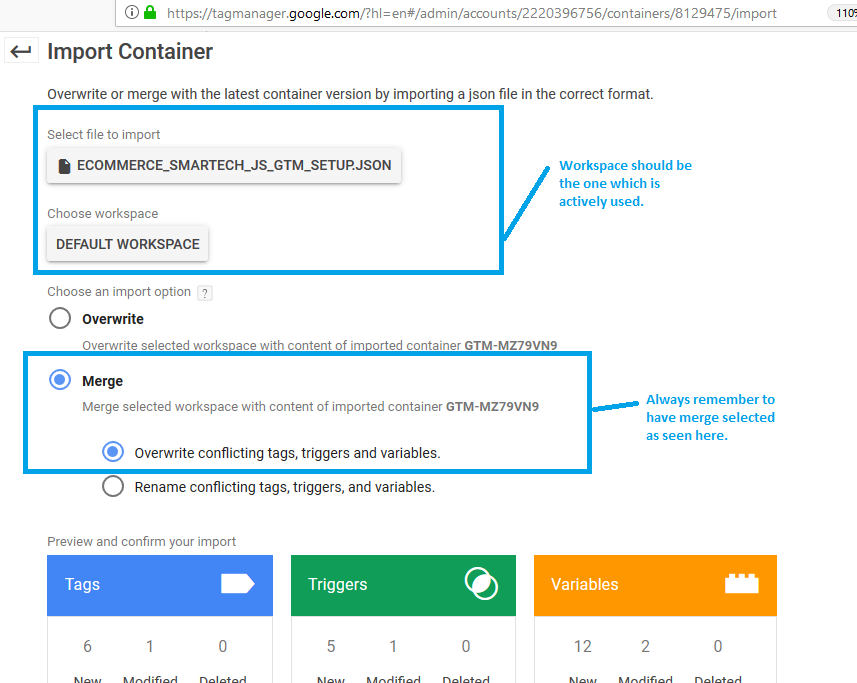 https://tagmanager.google.com/?hl=en#/admin/accounts/2220396756/containers/8129475/import
110%
Import Container
Overwrite or merge with the latest container version by importing a json file in the correct format.
Select file to import
ECOMMERCE_SMARTECH_JS_GTM_SETUP.JSON
Workspace should be
the one which is
actively used.
Choose workspace
DEFAULT WORKSPACE
Choose an import option ?
Overwrite
Overwrite selected workspace with content of imported container GTM-MZ79VN9
Merge
Merge selected workspace with content of imported container GTM-MZ79VN9
Always remember to
have merge selected
as seen here.
Overwrite conflicting tags, triggers and variables.
Rename conflicting tags, triggers, and variables.
Preview and confirm your import
Tags
Triggers
Variables
6 1 0
5 1 0
12 2 0
New Modified Deleted
New Modified Deleted
New Modified Deleted